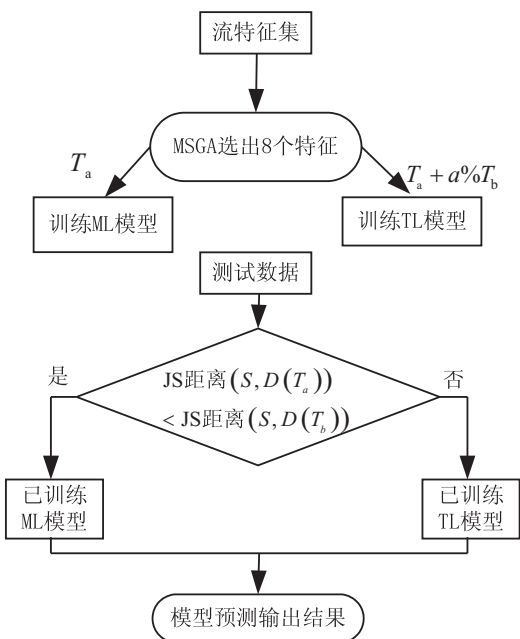 流特征集
MSGA选出8个特征
T_a
T_a + a%T_b
训练ML模型
训练TL模型
测试数据
是
JS距离(S, D(T_a))
< JS距离(S, D(T_b))
否
已训练
ML模型
已训练
TL模型
模型预测输出结果